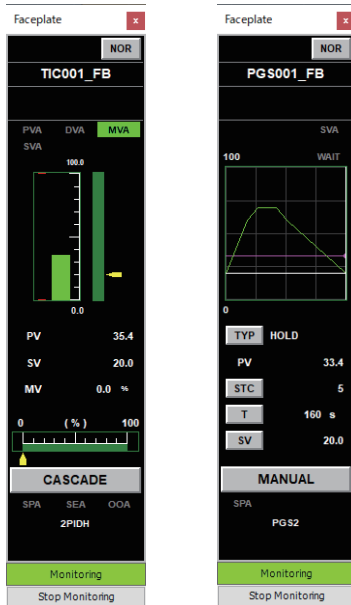 Faceplate x
NOR
TIC001_FB
PVA DVA MVA
SVA
100.0
0.0
PV 35.4
SV 20.0
MV 0.0 %
0 (%) 100
CASCADE
SPA SEA OOA
2PIDH
Monitoring
Stop Monitoring
Faceplate x
NOR
PGS001_FB
SVA
100 WAIT
0
TYP HOLD
PV 33.4
STC 5
T 160 s
SV 20.0
MANUAL
SPA
PGS2
Monitoring
Stop Monitoring